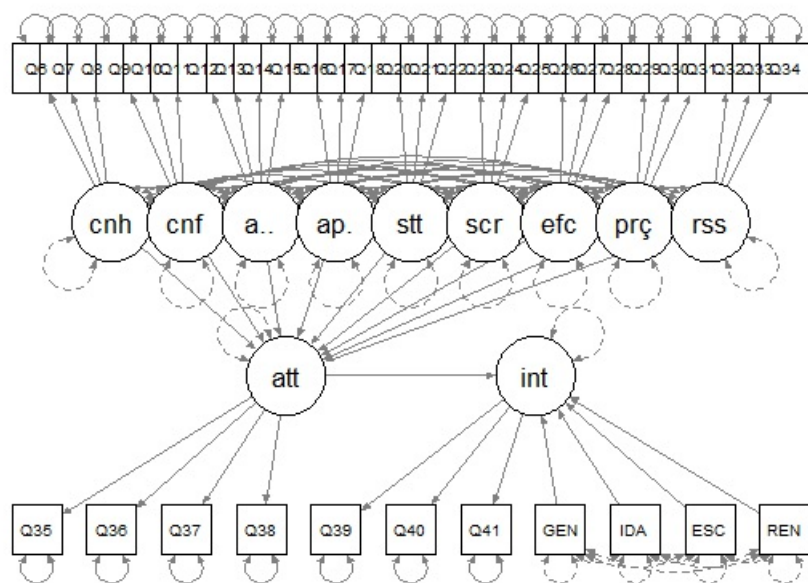 Q6 Q7 Q8 Q9 Q10 Q11 Q12 Q13 Q14 Q15 Q16 Q17 Q18 Q20 Q21 Q22 Q23 Q24 Q25 Q26 Q27 Q28 Q29 Q30 Q31 Q32 Q33 Q34
cnh cnf a.. ap. stt scr efc prç rss
att int
Q35 Q36 Q37 Q38 Q39 Q40 Q41 GEN IDA ESC REN